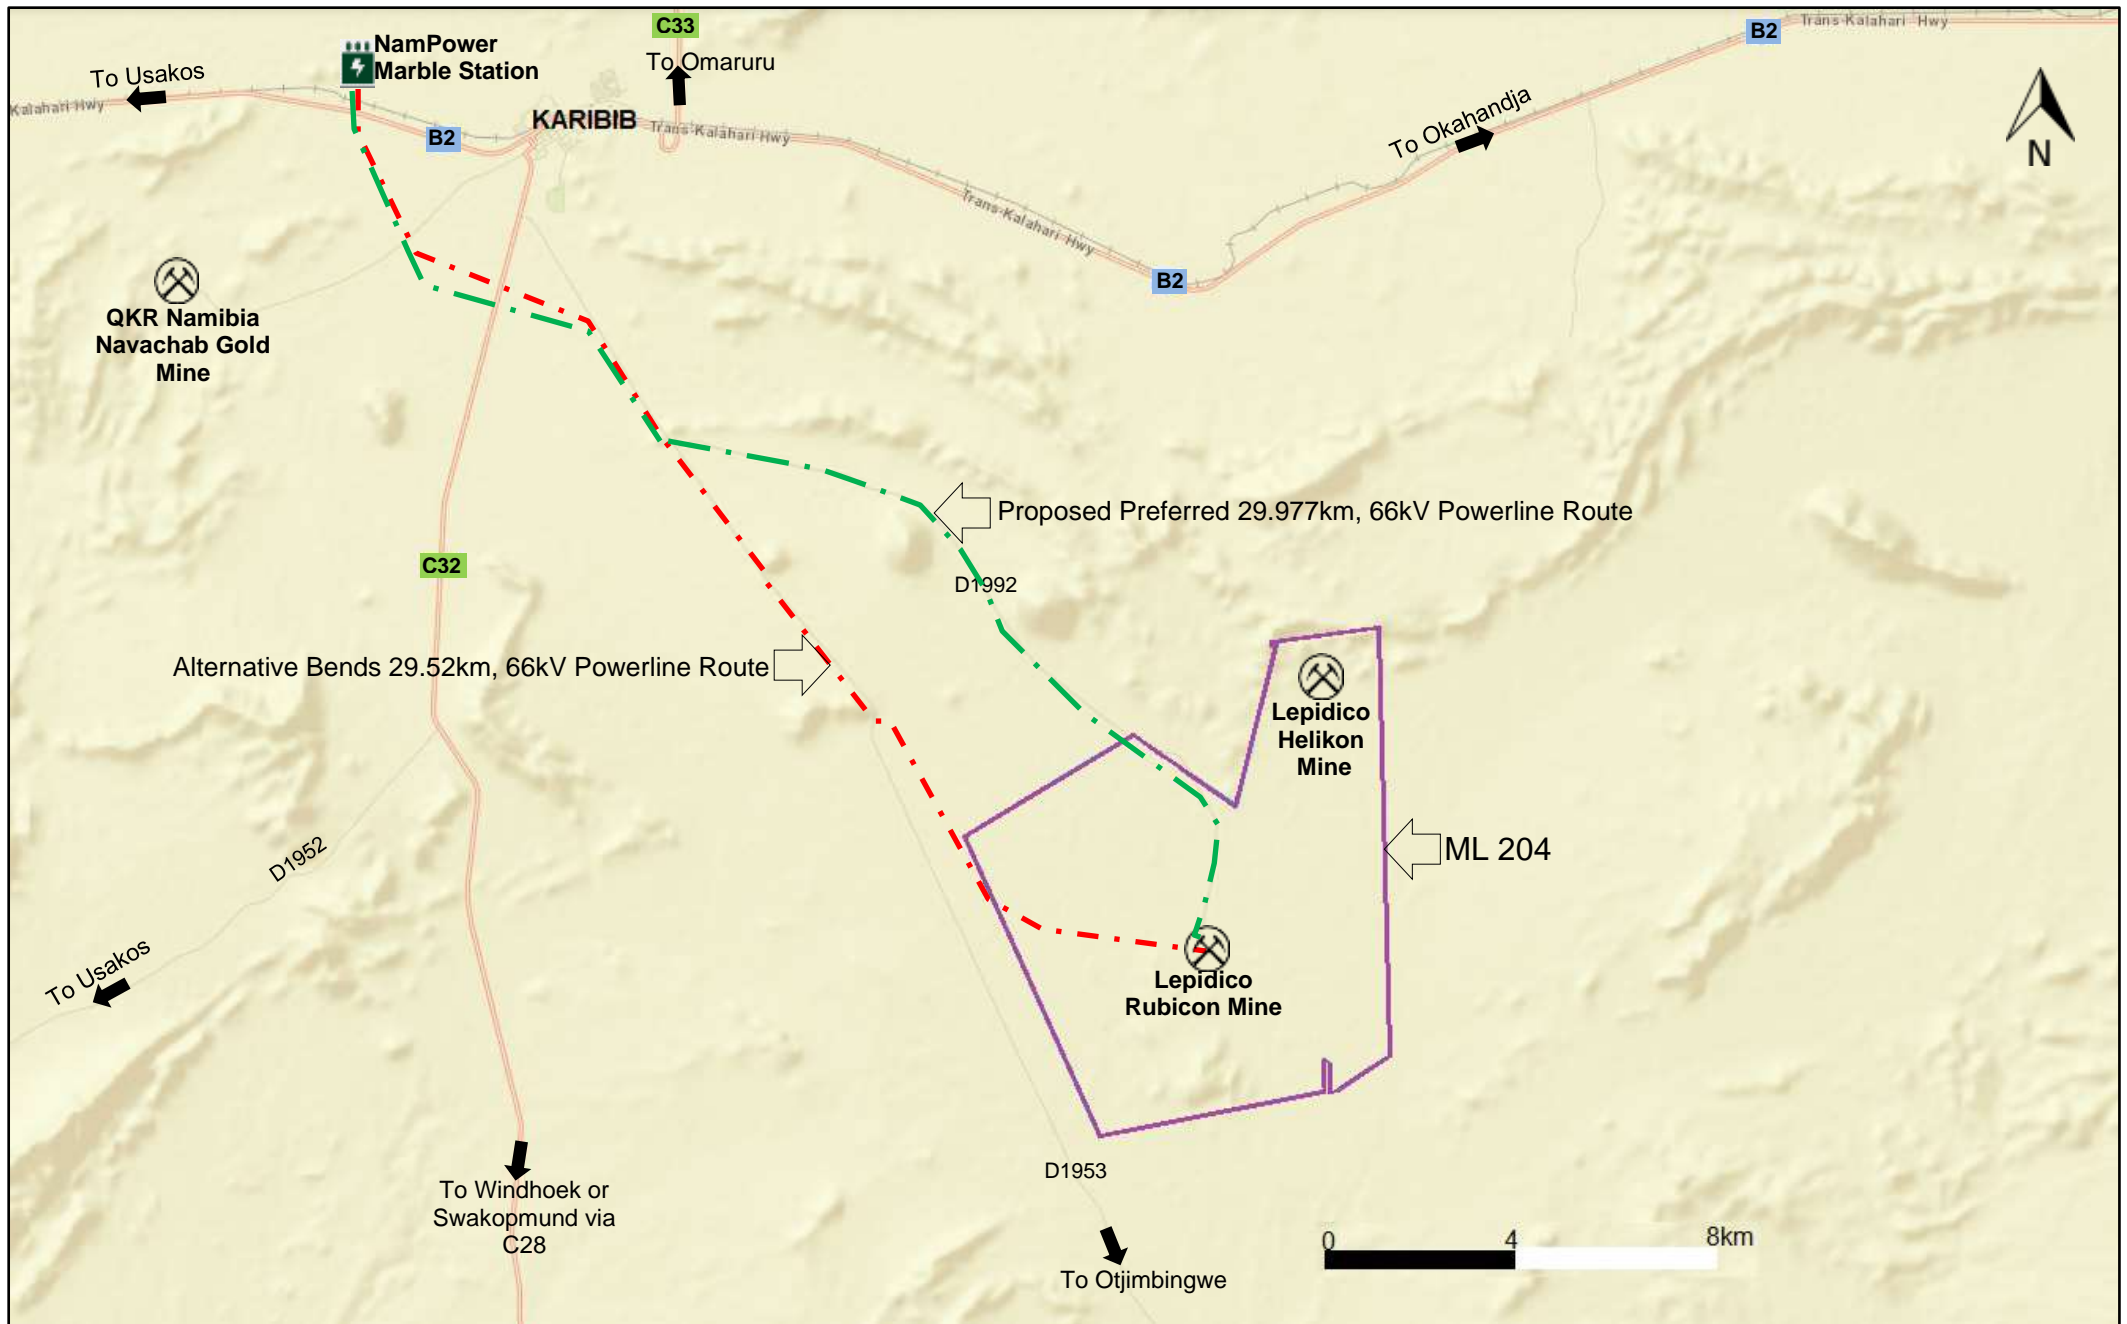 C33
B2
Trans-Kalahari Hwy
NamPower
Marble Station
To Omaruru
To Usakos
Kalahari Hwy
B2
KARIBIB
Trans-Kalahari Hwy
To Okahandja
N
Trans-Kalahari Hwy
B2
QKR Namibia
Navachab Gold
Mine
Proposed Preferred 29.977km, 66kV Powerline Route
C32
D1992
Alternative Bends 29.52km, 66kV Powerline Route
Lepidico
Helikon
Mine
ML 204
D1952
To Usakos
Lepidico
Rubicon Mine
D1953
To Windhoek or
Swakopmund via
C28
To Otjimbingwe
0 4 8km